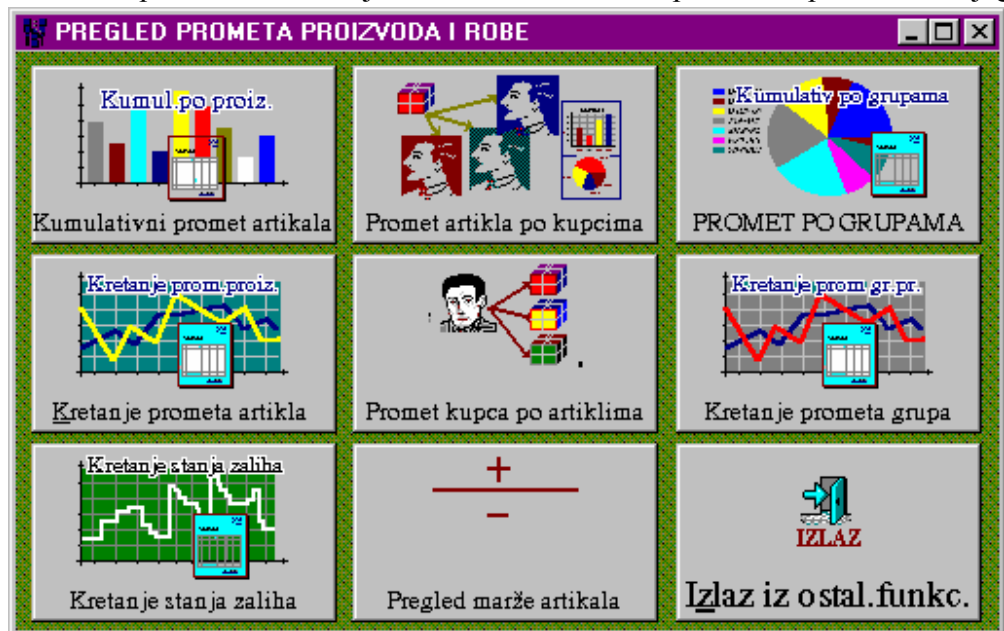 PREGLED PROMETA PROIZVODA I ROBE
Kumul.po proiz.
Kumulativni promet artikala
Promet artikla po kupcima
Kumulativ po grupama
PROMET PO GRUPAMA
Kretanje prom.proiz.
Kretanje prometa artikla
Promet kupca po artiklima
Kretanje prom gr.pr.
Kretanje prometa grupa
Kretanje stanja zaliha
Kretanje stanja zaliha
+
−
Pregled marže artikala
IZLAZ
Izlaz iz ostal.funkc.